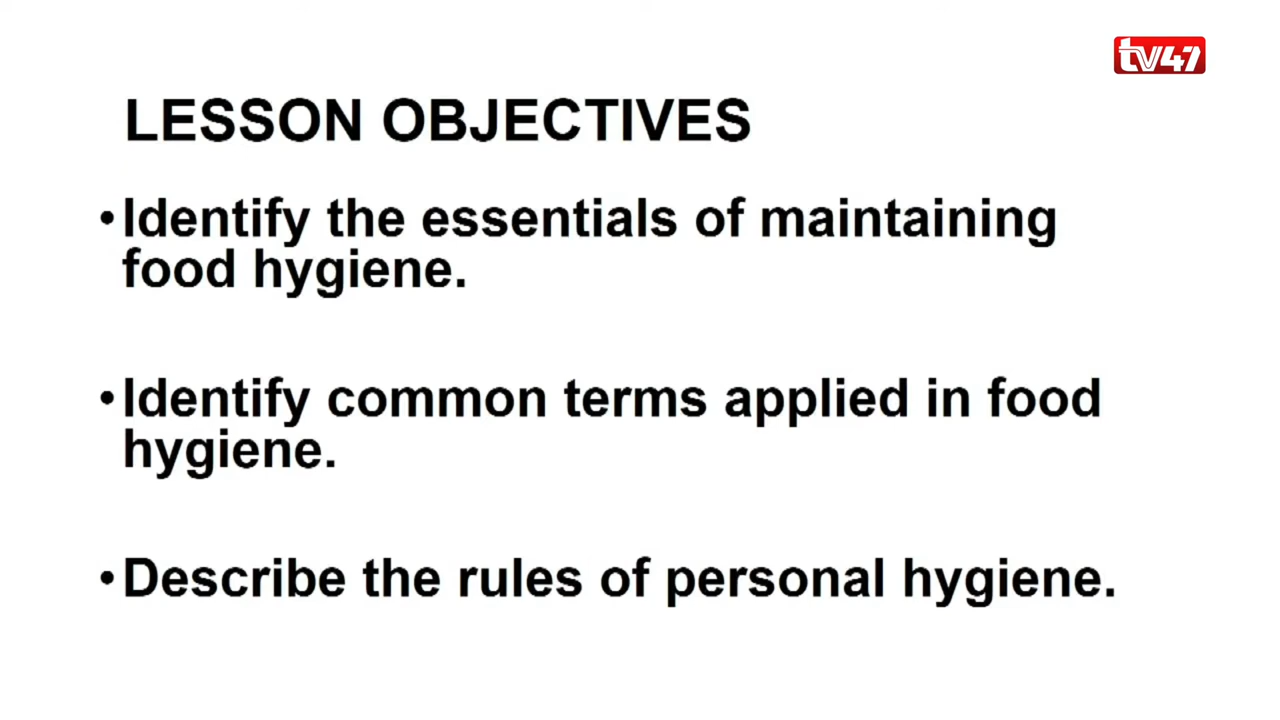 tv47
LESSON OBJECTIVES
•Identify the essentials of maintaining
food hygiene.
•Identify common terms applied in food
hygiene.
•Describe the rules of personal hygiene.